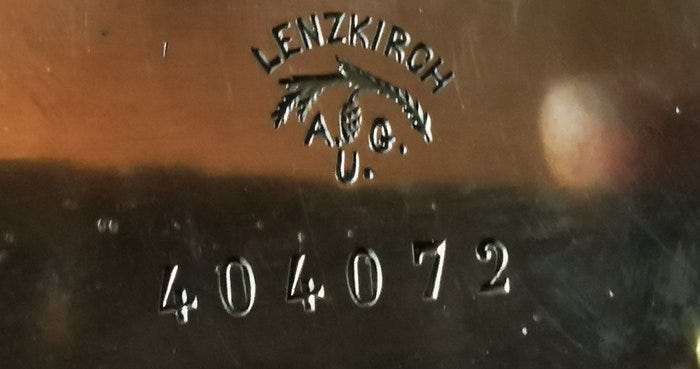 LENZKIRCH
A. G.
U.
404072